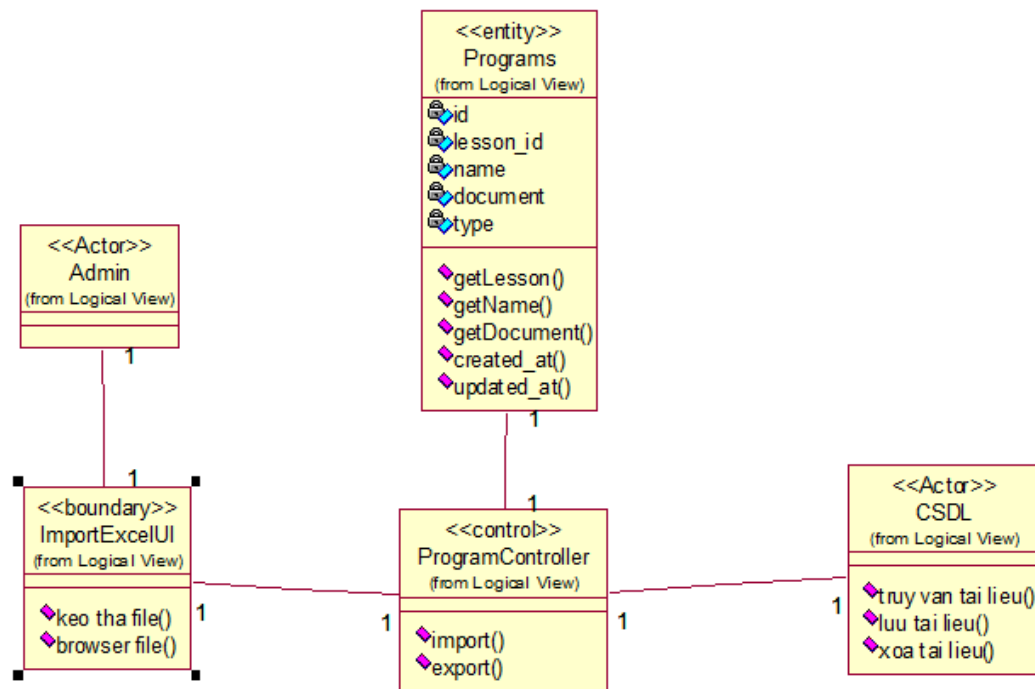 <<entity>>
Programs
(from Logical View)
id
lesson_id
name
document
type
getLesson()
getName()
getDocument()
created_at()
updated_at()
1
<<Actor>>
Admin
(from Logical View)
1
1
<<boundary>>
ImportExcelUI
(from Logical View)
keo tha file()
browser file()
1
1
<<control>>
ProgramController
(from Logical View)
import()
export()
1
1
<<Actor>>
CSDL
(from Logical View)
truy van tai lieu()
luu tai lieu()
xoa tai lieu()
1